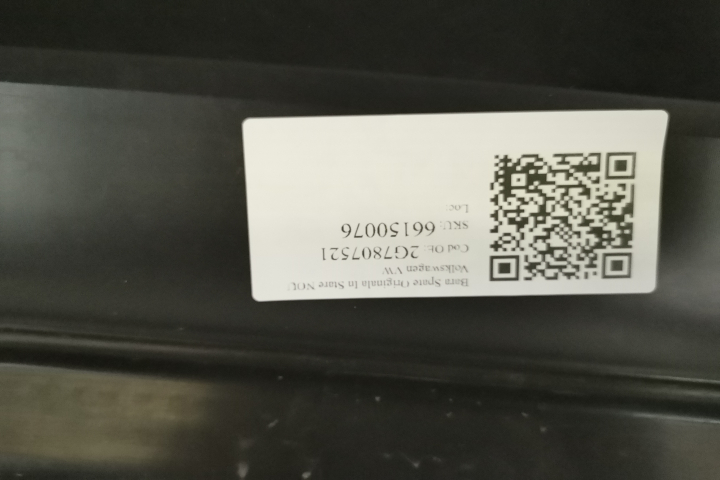 Bara Spate Originala In Stare NOU
Volkswagen VW
Cod OE: 2G7807521
SKU: 66150076
Loc: